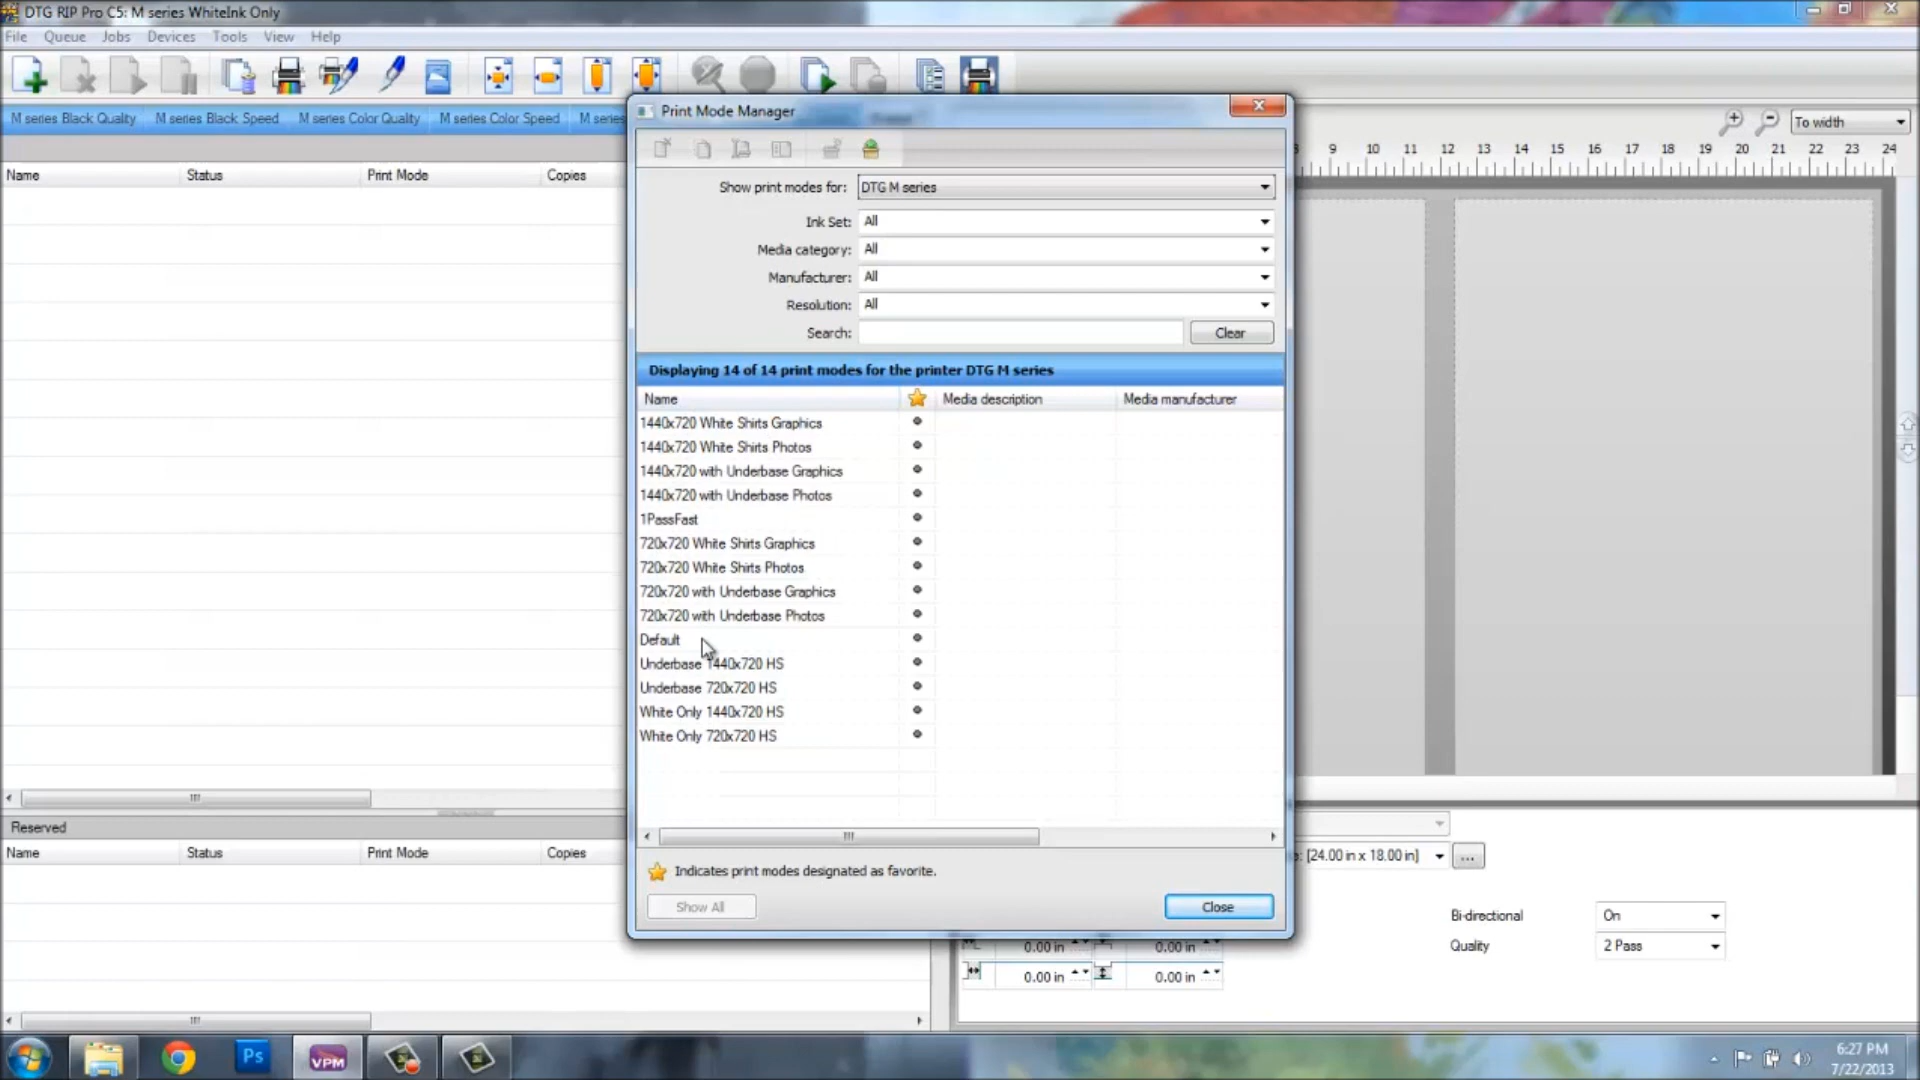 DTG RIP Pro C5: M series WhiteInk Only
File Queue Jobs Devices Tools View Help
M series Black Quality M series Black Speed M series Color Quality M series Color Speed M series
Name Status Print Mode Copies
To width
9 10 11 12 13 14 15 16 17 18 19 20 21 22 23 24
Print Mode Manager
Show print modes for: DTG M series
Ink Set: All
Media category: All
Manufacturer: All
Resolution: All
Search: Clear
Displaying 14 of 14 print modes for the printer DTG M series
Name Media description Media manufacturer
1440x720 White Shirts Graphics
1440x720 White Shirts Photos
1440x720 with Underbase Graphics
1440x720 with Underbase Photos
1PassFast
720x720 White Shirts Graphics
720x720 White Shirts Photos
720x720 with Underbase Graphics
720x720 with Underbase Photos
Default
Underbase 1440x720 HS
Underbase 720x720 HS
White Only 1440x720 HS
White Only 720x720 HS
Indicates print modes designated as favorite.
Show All Close
Reserved
Name Status Print Mode Copies
[24.00 in x 18.00 in] ...
Bi-directional On
Quality 2 Pass
0.00 in 0.00 in
0.00 in 0.00 in
Ps VPM
6:27 PM
7/22/2013